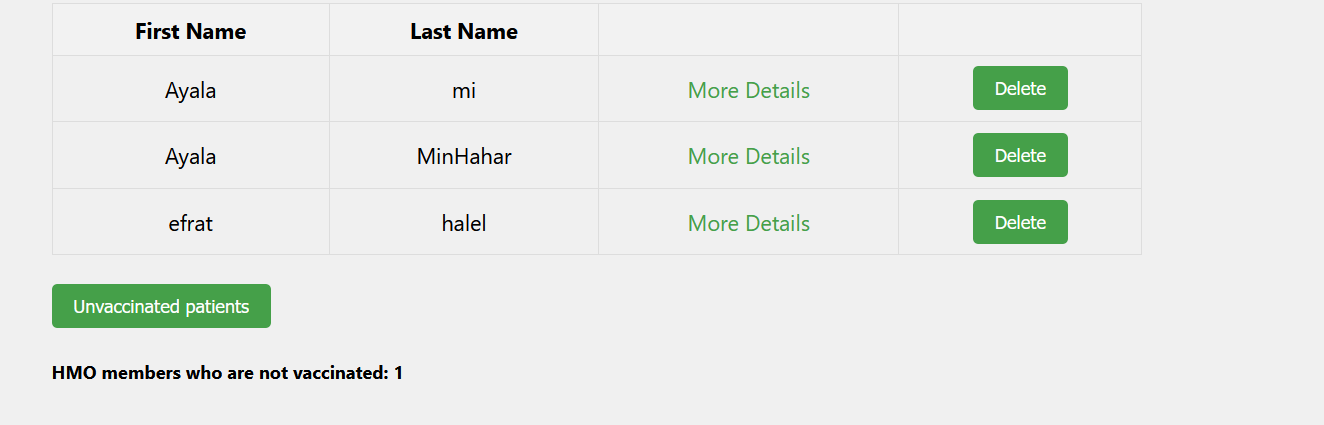 First Name Last Name
Ayala mi More Details Delete
Ayala MinHahar More Details Delete
efrat halel More Details Delete
Unvaccinated patients
HMO members who are not vaccinated: 1